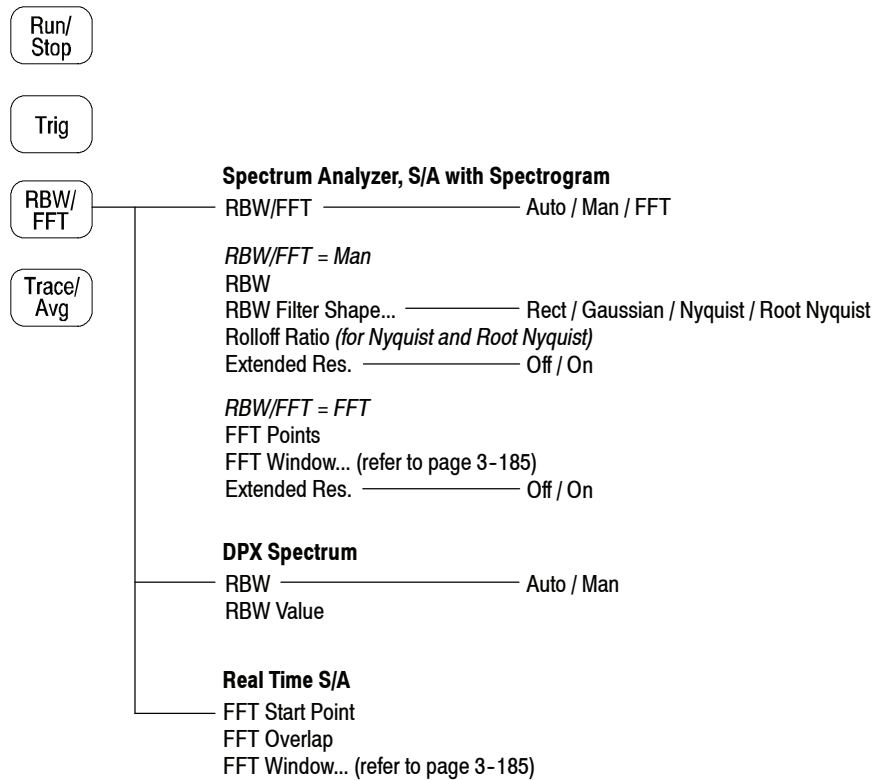 Run/
Stop
Trig
RBW/
FFT
Trace/
Avg
Spectrum Analyzer, S/A with Spectrogram
RBW/FFT Auto / Man / FFT
RBW/FFT = Man
RBW
RBW Filter Shape... Rect / Gaussian / Nyquist / Root Nyquist
Rolloff Ratio (for Nyquist and Root Nyquist)
Extended Res. Off / On
RBW/FFT = FFT
FFT Points
FFT Window... (refer to page 3-185)
Extended Res. Off / On
DPX Spectrum
RBW Auto / Man
RBW Value
Real Time S/A
FFT Start Point
FFT Overlap
FFT Window... (refer to page 3-185)